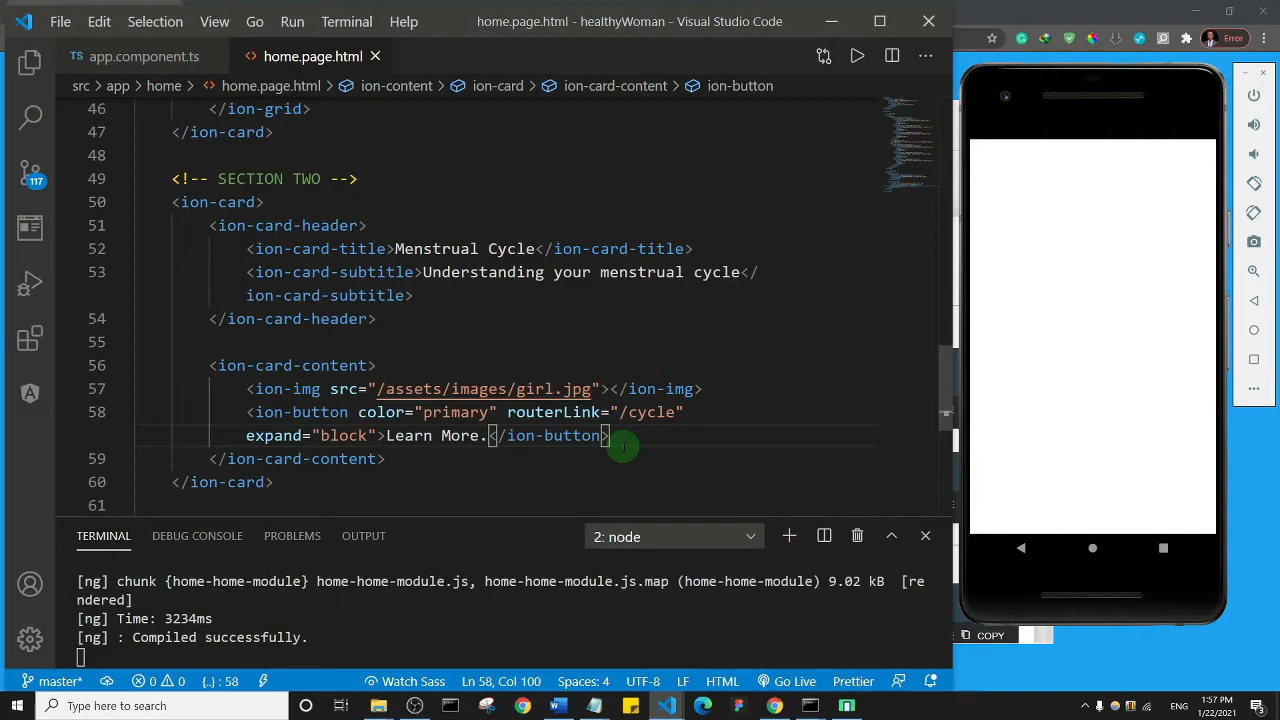 File Edit Selection View Go Run Terminal Help home.page.html - healthyWoman - Visual Studio Code
app.component.ts home.page.html
src > app > home > home.page.html > ion-content > ion-card > ion-card-content > ion-button
Error
46 </ion-grid>
47 </ion-card>
48
49 <!-- SECTION TWO -->
50 <ion-card>
51 <ion-card-header>
52 <ion-card-title>Menstrual Cycle</ion-card-title>
53 <ion-card-subtitle>Understanding your menstrual cycle</
ion-card-subtitle>
54 </ion-card-header>
55
56 <ion-card-content>
57 <ion-img src="/assets/images/girl.jpg"></ion-img>
58 <ion-button color="primary" routerLink="/cycle"
expand="block">Learn More.</ion-button>
59 </ion-card-content>
60 </ion-card>
61
117
TERMINAL DEBUG CONSOLE PROBLEMS OUTPUT 2: node
[ng] chunk {home-home-module} home-home-module.js, home-home-module.js.map (home-home-module) 9.02 kB [re
ndered]
[ng] Time: 3234ms
[ng] : Compiled successfully.
COPY
master* 0 0 {..} : 58 Watch Sass Ln 58, Col 100 Spaces: 4 UTF-8 LF HTML Go Live Prettier
Type here to search ENG 1:57 PM
1/22/2021
2